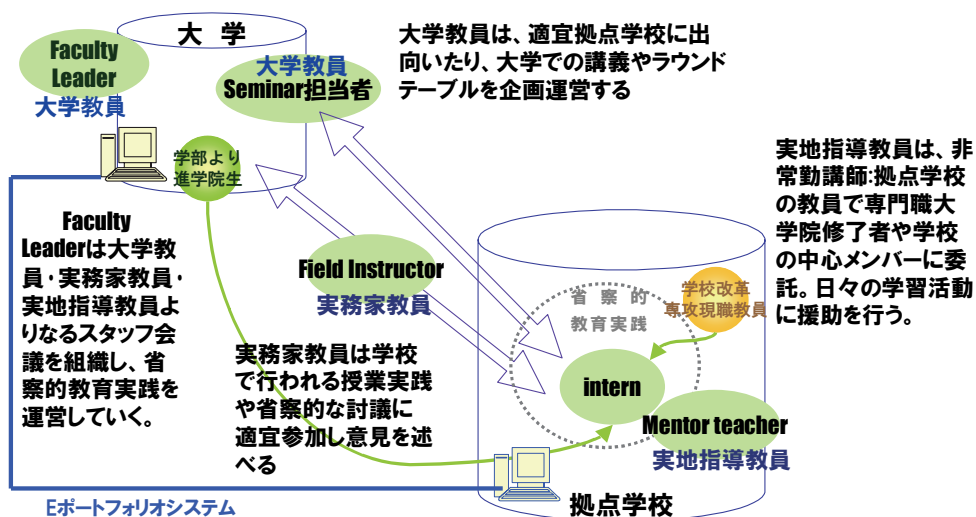 大 学
Faculty
Leader
大学教員
大学教員
Seminar担当者
学部より
進学院生
大学教員は、適宜拠点学校に出
向いたり、大学での講義やラウンド
テーブルを企画運営する
実地指導教員は、非
常勤講師:拠点学校
の教員で専門職大
学院修了者や学校
の中心メンバーに委
託。日々の学習活動
に援助を行う。
Faculty
Leaderは大学教
員・実務家教員・
実地指導教員よ
りなるスタッフ会
議を組織し、省
察的教育実践を
運営していく。
Field Instructor
実務家教員
実務家教員は学校
で行われる授業実践
や省察的な討議に
適宜参加し意見を述
べる
省 察 的
教育実践
学校改革
専攻現職教員
intern
Mentor teacher
実地指導教員
拠点学校
Eポートフォリオシステム